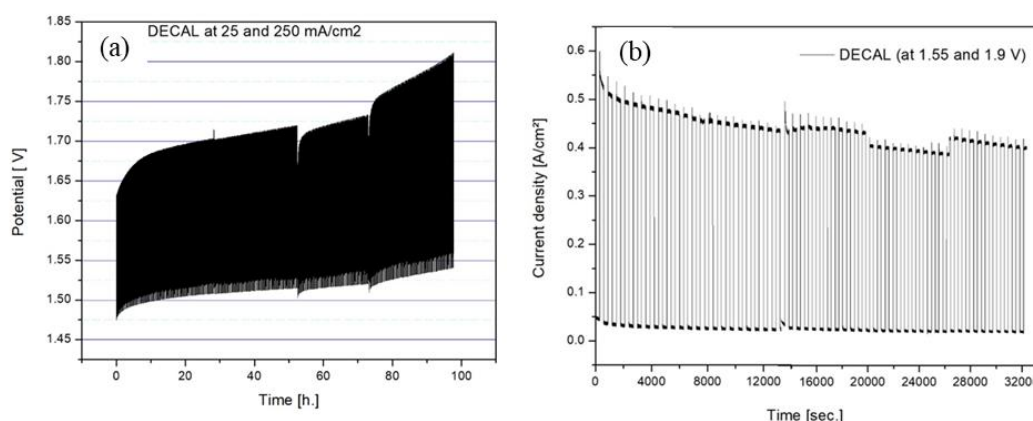 (a)
DECAL at 25 and 250 mA/cm2
1.85
1.80
1.75
1.70
1.65
1.60
1.55
1.50
1.45
Potential [ V]
0 20 40 60 80 100
Time [h.]
(b)
DECAL (at 1.55 and 1.9 V)
0.6
0.5
0.4
0.3
0.2
0.1
0.0
Current density [A/cm²]
0 4000 8000 12000 16000 20000 24000 28000 3200
Time [sec.]